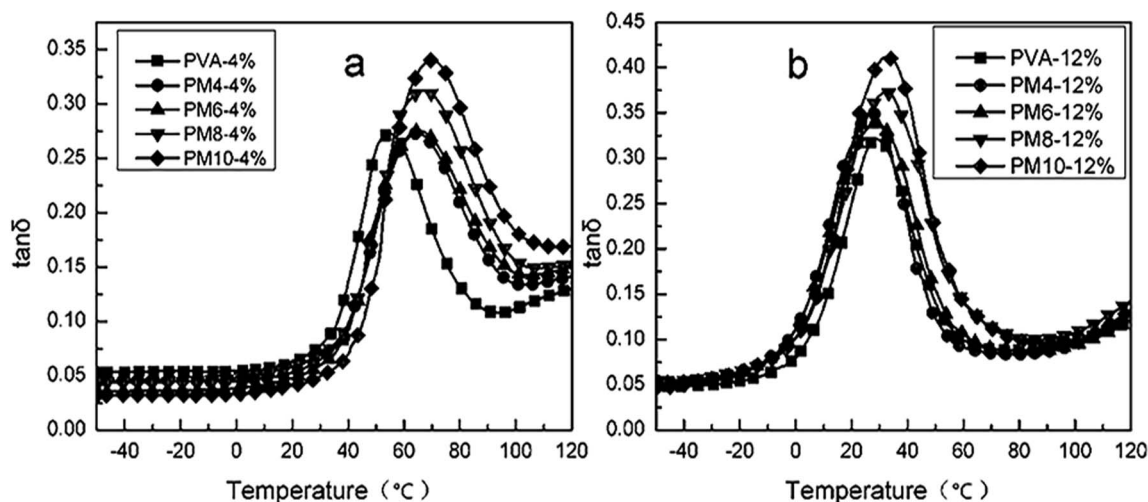 a
PVA-4%
PM4-4%
PM6-4%
PM8-4%
PM10-4%
tanδ
0.35
0.30
0.25
0.20
0.15
0.10
0.05
0.00
-40 -20 0 20 40 60 80 100 120
Temperature（℃）
b
PVA-12%
PM4-12%
PM6-12%
PM8-12%
PM10-12%
tanδ
0.45
0.40
0.35
0.30
0.25
0.20
0.15
0.10
0.05
0.00
-40 -20 0 20 40 60 80 100 120
Temperature（℃）